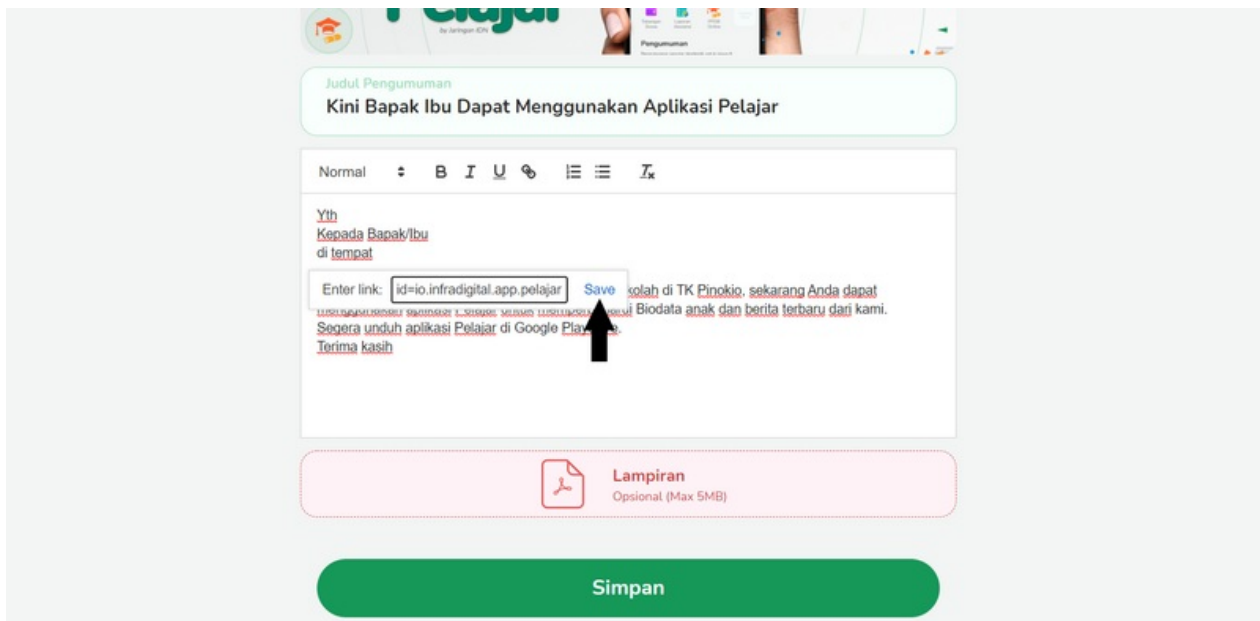 Pelajar
by Jaringan IDN
Pengumuman
Judul Pengumuman
Kini Bapak Ibu Dapat Menggunakan Aplikasi Pelajar
Normal B I U
Yth
Kepada Bapak/Ibu
di tempat
Enter link: id=io.infradigital.app.pelajar Save kolah di TK Pinokio, sekarang Anda dapat
Biodata anak dan berita terbaru dari kami.
Segera unduh aplikasi Pelajar di Google
Terima kasih
Lampiran
Opsional (Max 5MB)
Simpan